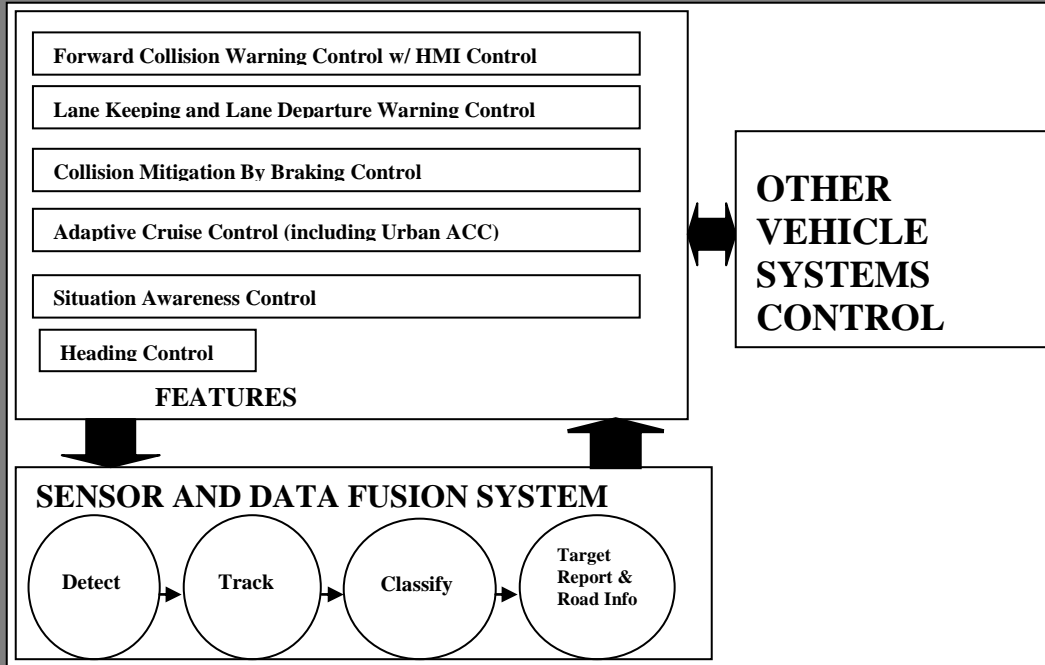 Forward Collision Warning Control w/ HMI Control
Lane Keeping and Lane Departure Warning Control
Collision Mitigation By Braking Control
Adaptive Cruise Control (including Urban ACC)
Situation Awareness Control
Heading Control
FEATURES
OTHER
VEHICLE
SYSTEMS
CONTROL
SENSOR AND DATA FUSION SYSTEM
Detect
Track
Classify
Target
Report &
Road Info